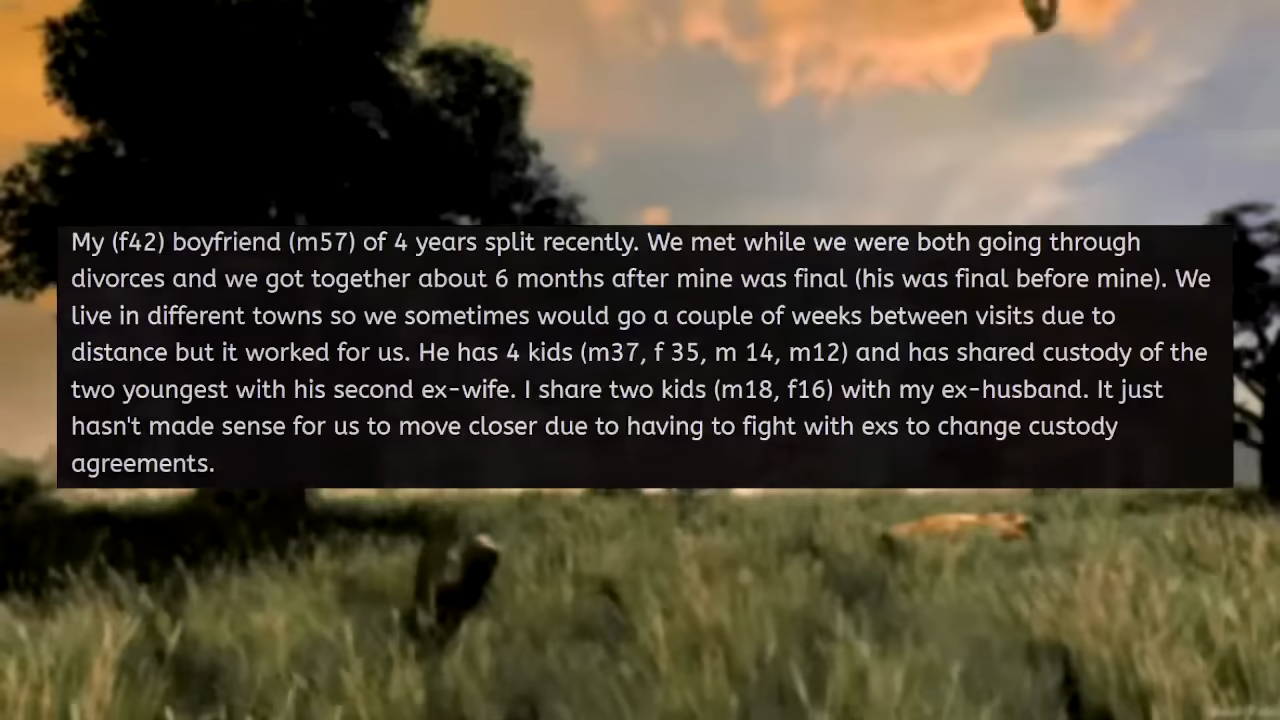 My (f42) boyfriend (m57) of 4 years split recently. We met while we were both going through
divorces and we got together about 6 months after mine was final (his was final before mine). We
live in different towns so we sometimes would go a couple of weeks between visits due to
distance but it worked for us. He has 4 kids (m37, f 35, m 14, m12) and has shared custody of the
two youngest with his second ex-wife. I share two kids (m18, f16) with my ex-husband. It just
hasn't made sense for us to move closer due to having to fight with exs to change custody
agreements.